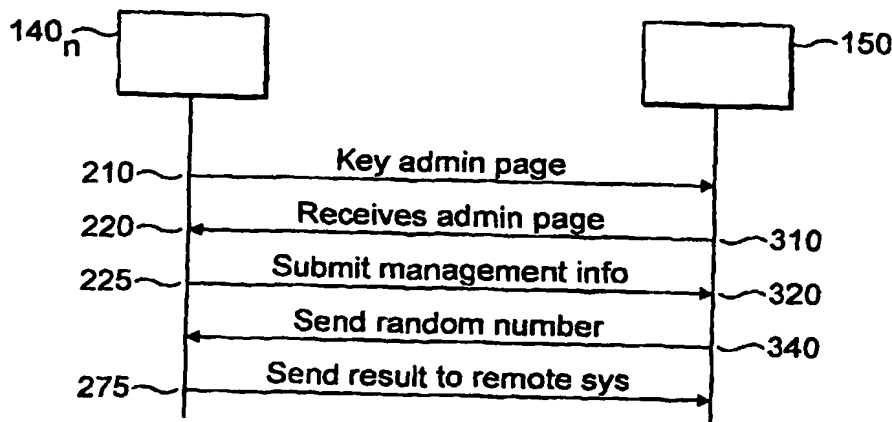 140n 150
210 Key admin page
220 Receives admin page 310
225 Submit management info 320
Send random number 340
275 Send result to remote sys